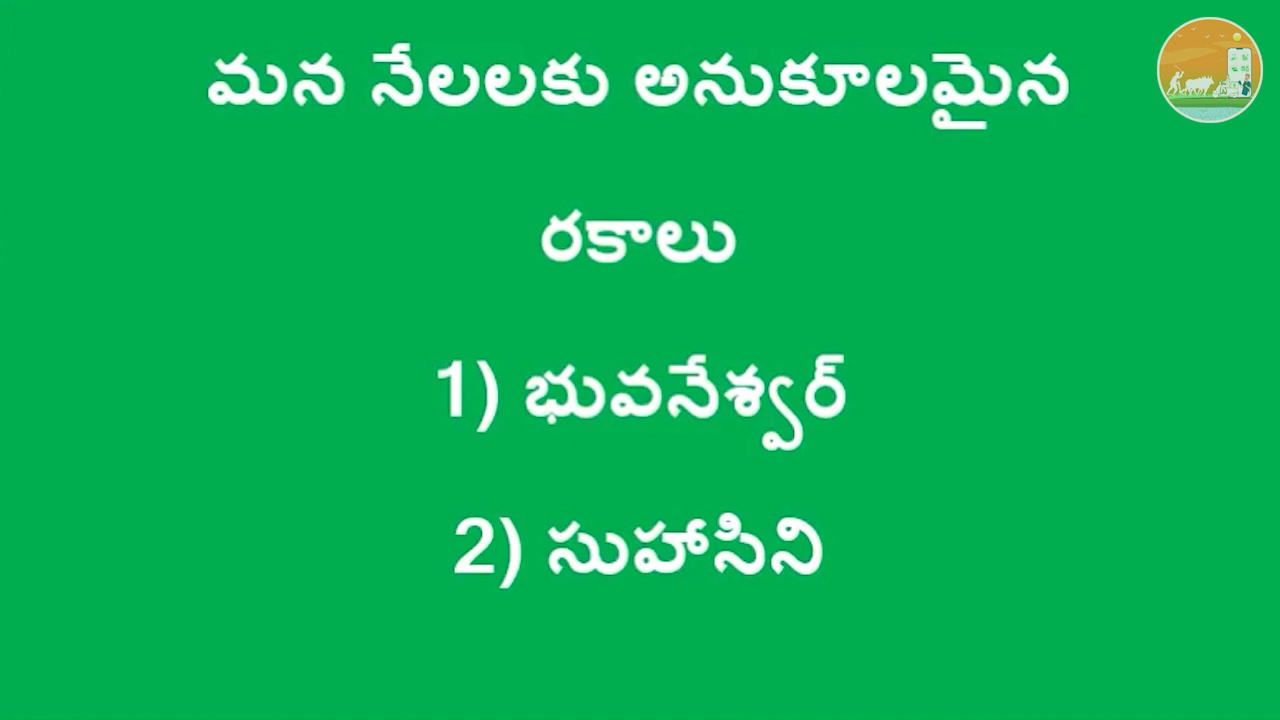 మన నేలలకు అనుకూలమైన
రకాలు
1) భువనేశ్వర్
2) సుహాసిని